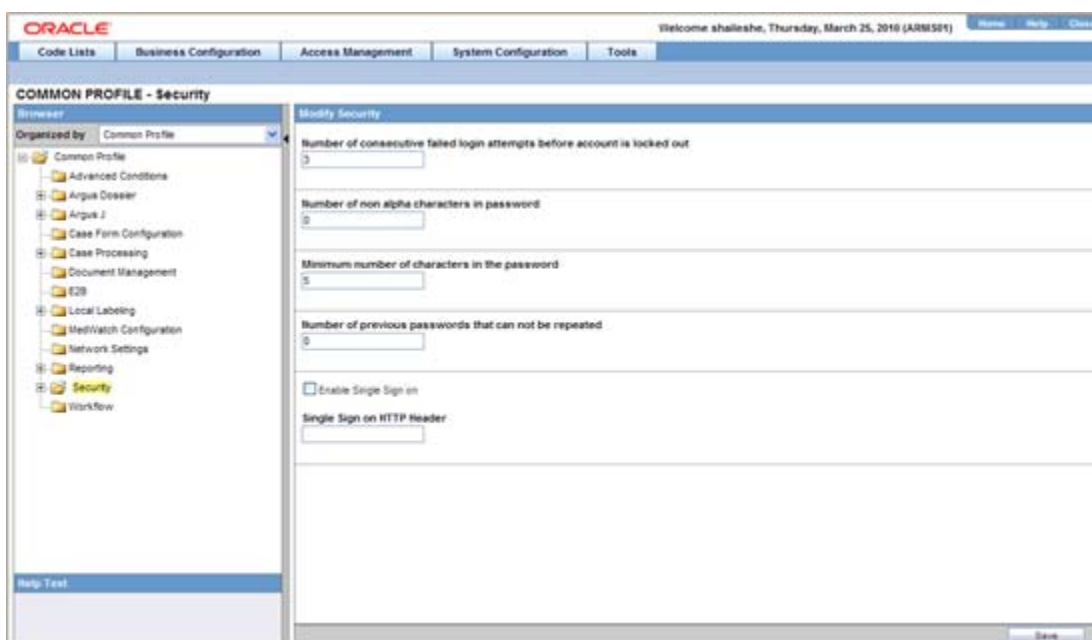 ORACLE
Welcome shaileshe, Thursday, March 25, 2010 (ARMIS01)
Home Help Close
Code Lists Business Configuration Access Management System Configuration Tools
COMMON PROFILE - Security
Browser
Modify Security
Organized by Common Profile
Number of consecutive failed login attempts before account is locked out
3
Common Profile
Advanced Conditions
Argus Dossier
Argus J
Case Form Configuration
Case Processing
Document Management
E2B
Local Labeling
MedWatch Configuration
Network Settings
Reporting
Security
Workflow
Number of non alpha characters in password
0
Minimum number of characters in the password
5
Number of previous passwords that can not be repeated
0
Enable Single Sign on
Single Sign on HTTP Header
Help Text
Save